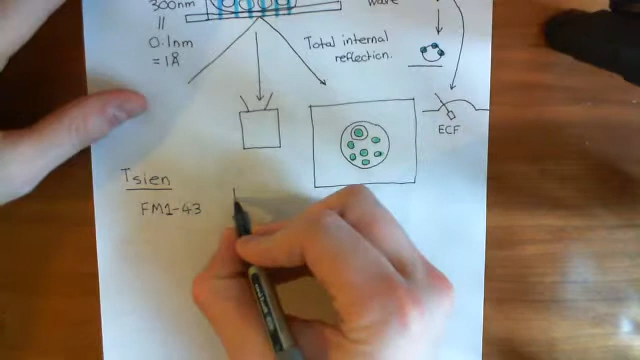 300nm
||
0.1nm
= 1Å
wave
Total internal
reflection.
ECF
Tsien
FM1-43